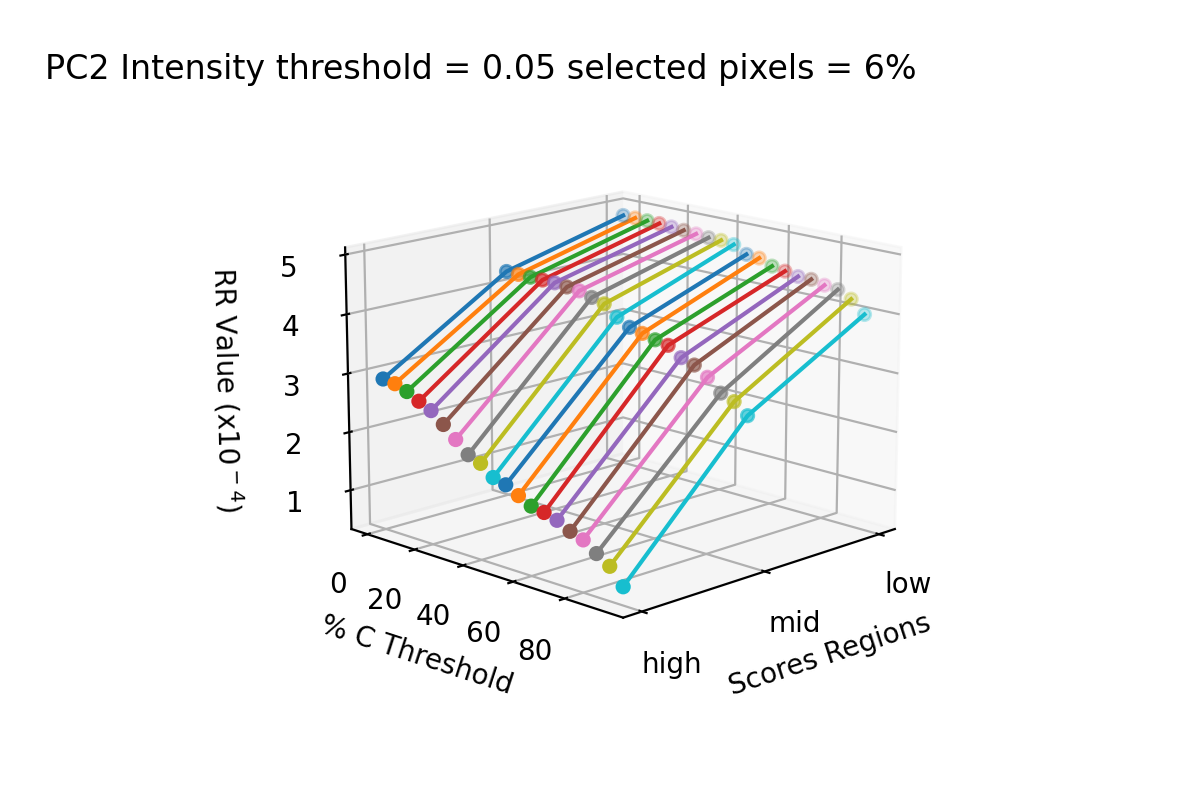 PC2 Intensity threshold = 0.05 selected pixels = 6%
RR Value (x10⁻⁴)
5
4
3
2
1
0
20
40
60
80
% C Threshold
high
mid
low
Scores Regions